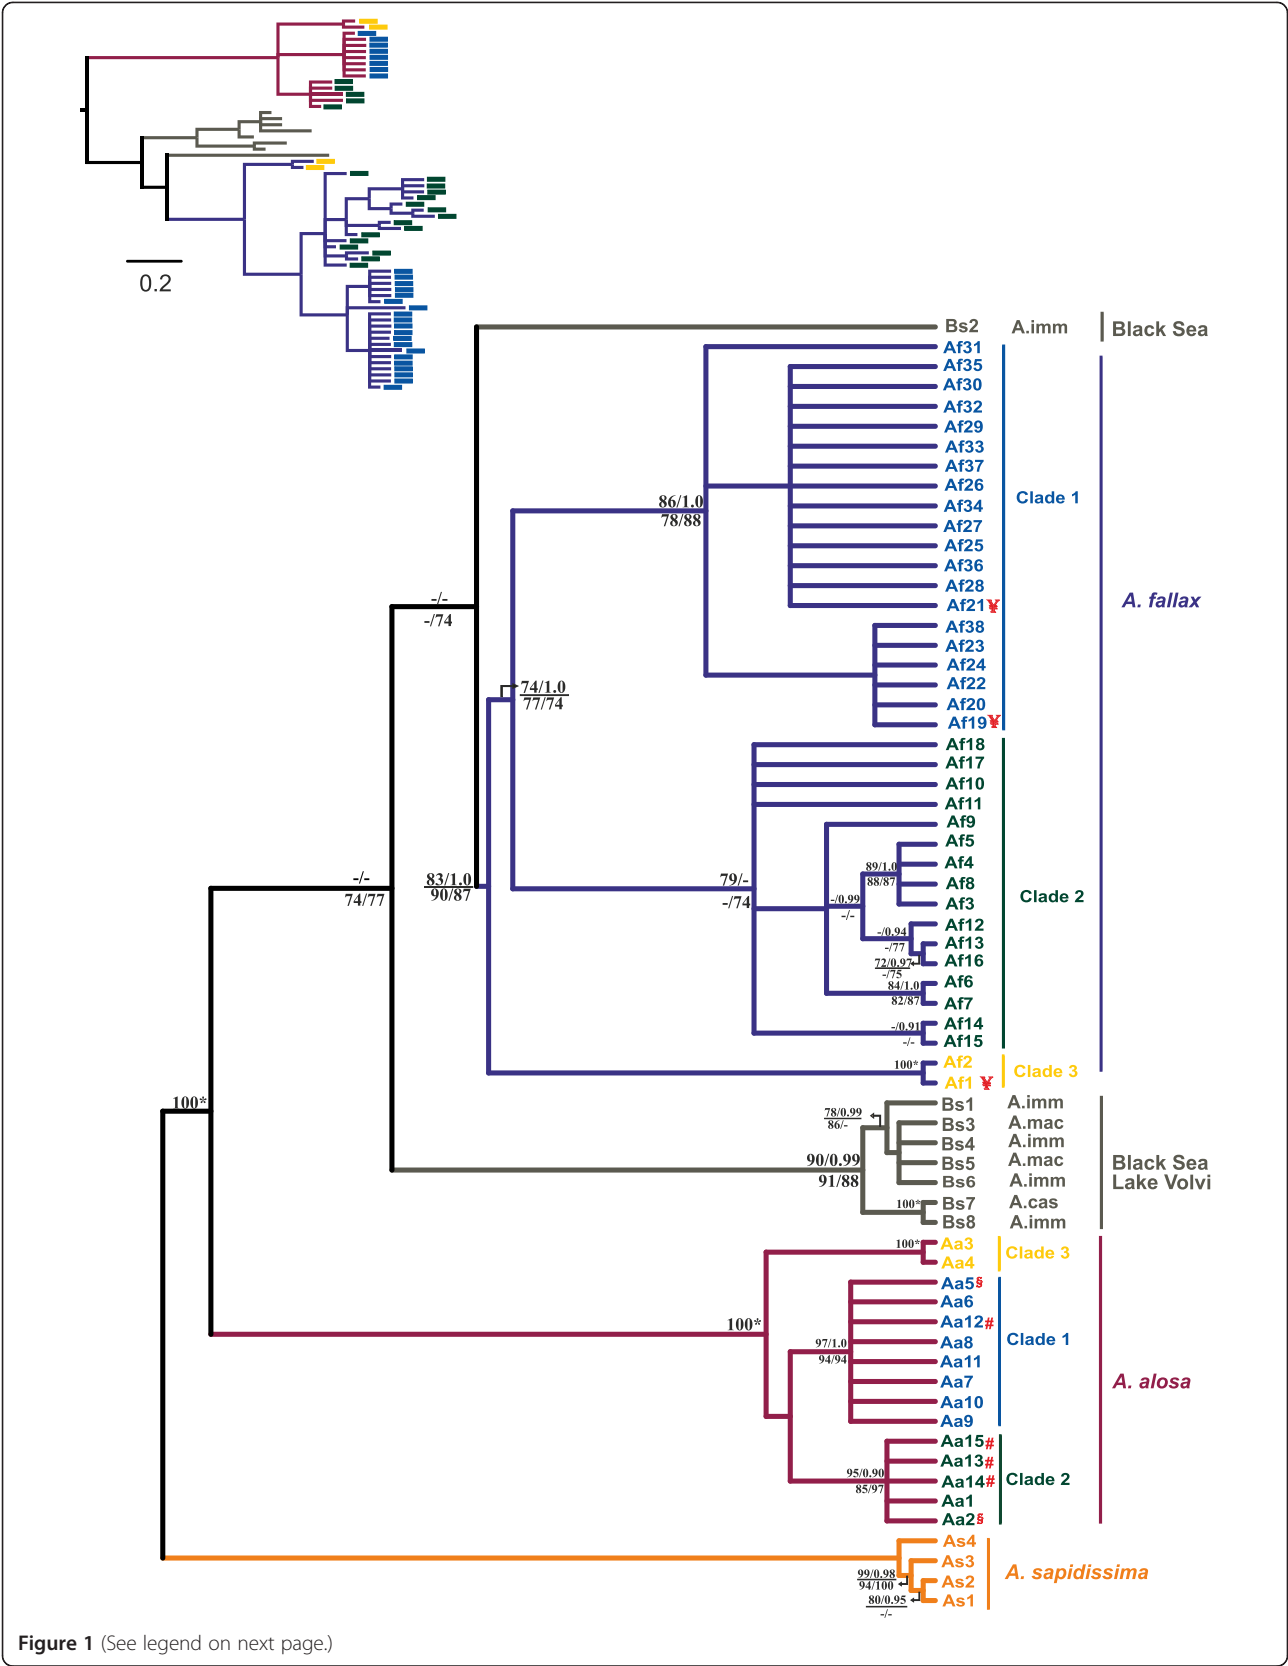 0.2
Bs2 A.imm Black Sea
Af31
Af35
Af30
Af32
Af29
Af33
Af37
Af26
Clade 1
86/1.0
78/88
Af34
Af27
Af25
Af36
Af28
Af21¥
A. fallax
-/-
-/74
Af38
Af23
Af24
Af22
Af20
Af19¥
74/1.0
77/74
Af18
Af17
Af10
Af11
Af9
Af5
89/1.0
Af4
88/87
Af8
Af3
79/-
-/74
83/1.0
90/87
-/-
74/77
Clade 2
-/0.99
-/-
Af12
-/0.94
-/77
Af13
Af16
72/0.97
-/75
Af6
84/1.0
82/87
Af7
Af14
-/0.91
-/-
Af15
100*
Af2
Af1 ¥
Clade 3
100*
Bs1 A.imm
78/0.99
86/-
Bs3 A.mac
Bs4 A.imm
Bs5 A.mac
Bs6 A.imm
90/0.99
91/88
Black Sea
Lake Volvi
100*
Bs7 A.cas
Bs8 A.imm
100*
Aa3
Aa4
Clade 3
Aa5§
Aa6
Aa12#
100*
97/1.0
94/94
Aa8
Clade 1
Aa11
Aa7
Aa10
Aa9
A. alosa
Aa15#
Aa13#
95/0.90
85/97
Aa14#
Clade 2
Aa1
Aa2§
As4
As3
99/0.98
94/100
As2
80/0.95
-/-
As1
A. sapidissima
Figure 1 (See legend on next page.)